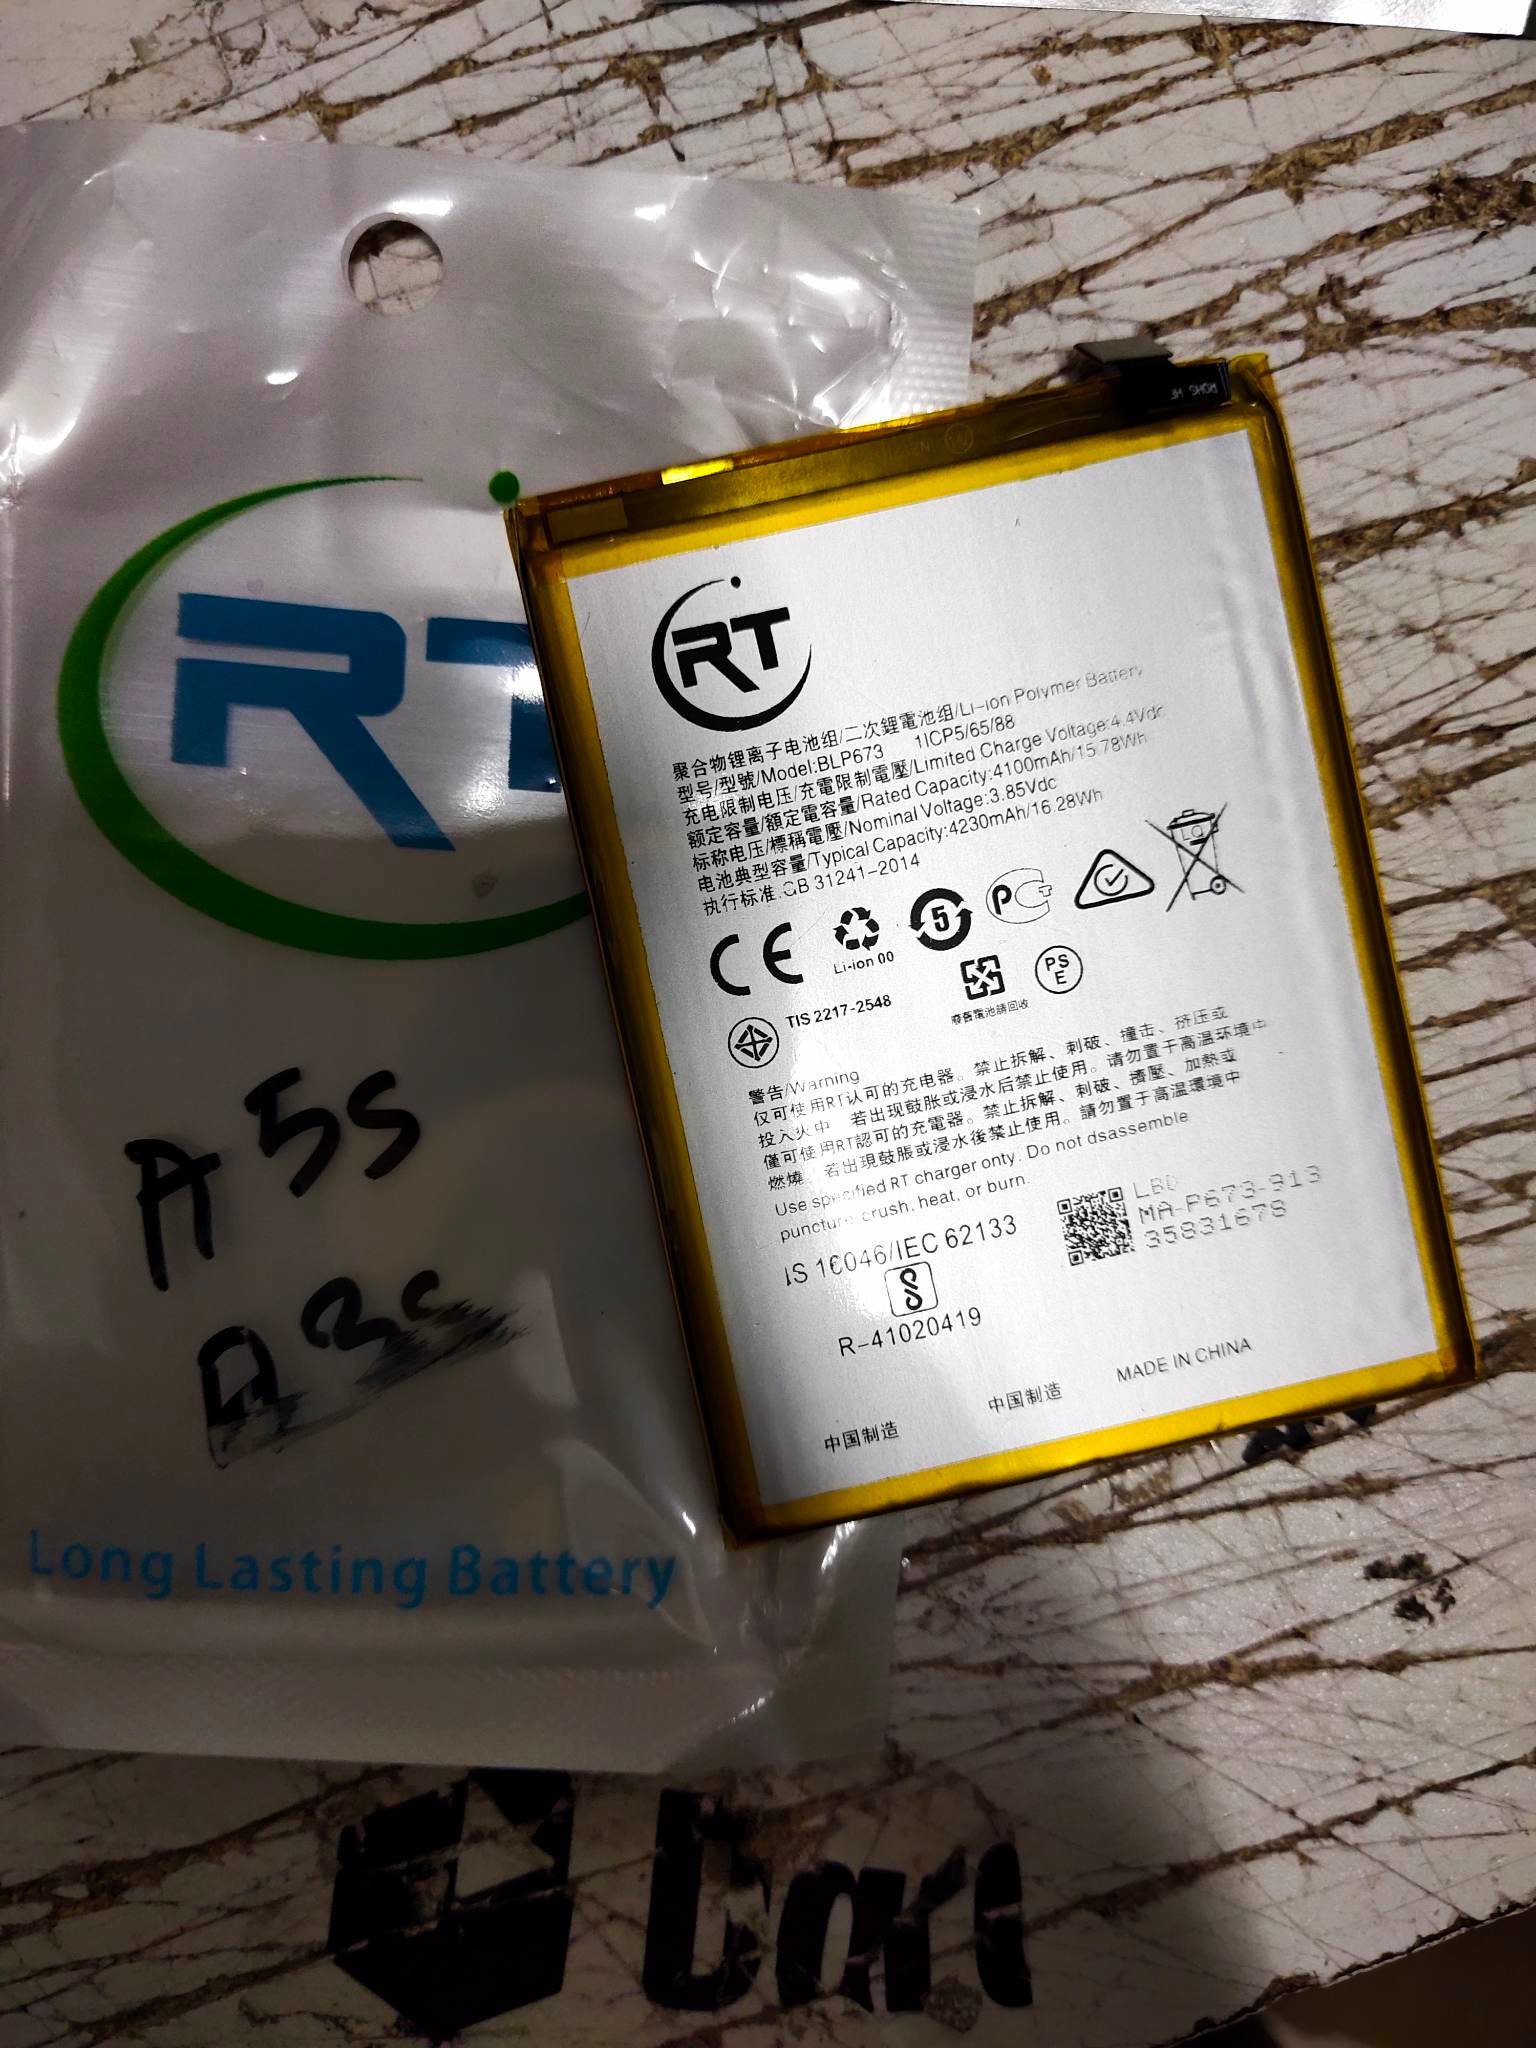 RT
A5s
A3s
Long Lasting Battery
ROHS HF
RT
聚合物锂离子电池组/二次鋰電池组/Li-ion Polymer Battery
型号/型號/Model:BLP673 1ICP5/65/88
充电限制电压/充電限制電壓/Limited Charge Voltage:4.4Vdc
额定容量/額定電容量/Rated Capacity:4100mAh/15.78Wh
标称电压/標稱電壓/Nominal Voltage:3.85Vdc
电池典型容量/Typical Capacity:4230mAh/16.28Wh
执行标准:GB 31241-2014
CE
Li-ion 00
5
PC
LQ
TIS 2217-2548
廢舊電池請回收
PS
E
警告/Warning
仅可使用RT认可的充电器。禁止拆解、刺破、撞击、挤压或
投入火中 若出现鼓胀或浸水后禁止使用。请勿置于高温环境中
僅可使用RT認可的充電器。禁止拆解、刺破、擠壓、加熱或
燃燒。若出現鼓脹或浸水後禁止使用。請勿置于高溫環境中
Use specified RT charger onty. Do not dsassemble
puncture crush, heat, or burn.
IS 16046/IEC 62133
R-41020419
LBD
MA-P673-913
35831678
MADE IN CHINA
中国制造
中国制造